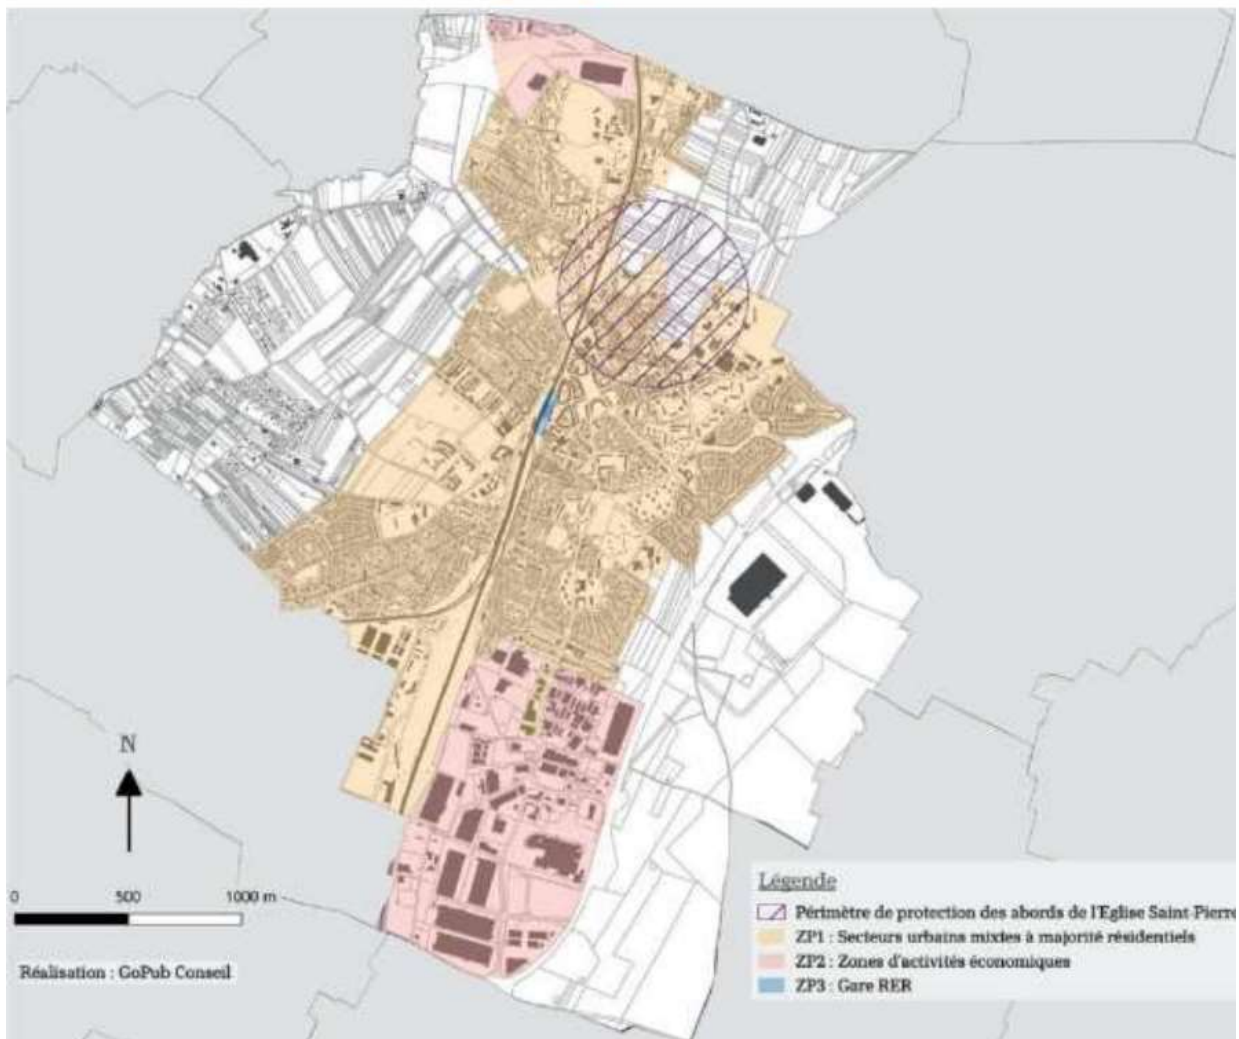 N
0 500 1000 m
Réalisation : GoPub Conseil
Légende
Périmètre de protection des abords de l'Eglise Saint-Pierre
ZP1 : Secteurs urbains mixtes à majorité résidentiels
ZP2 : Zones d'activités économiques
ZP3 : Gare RER